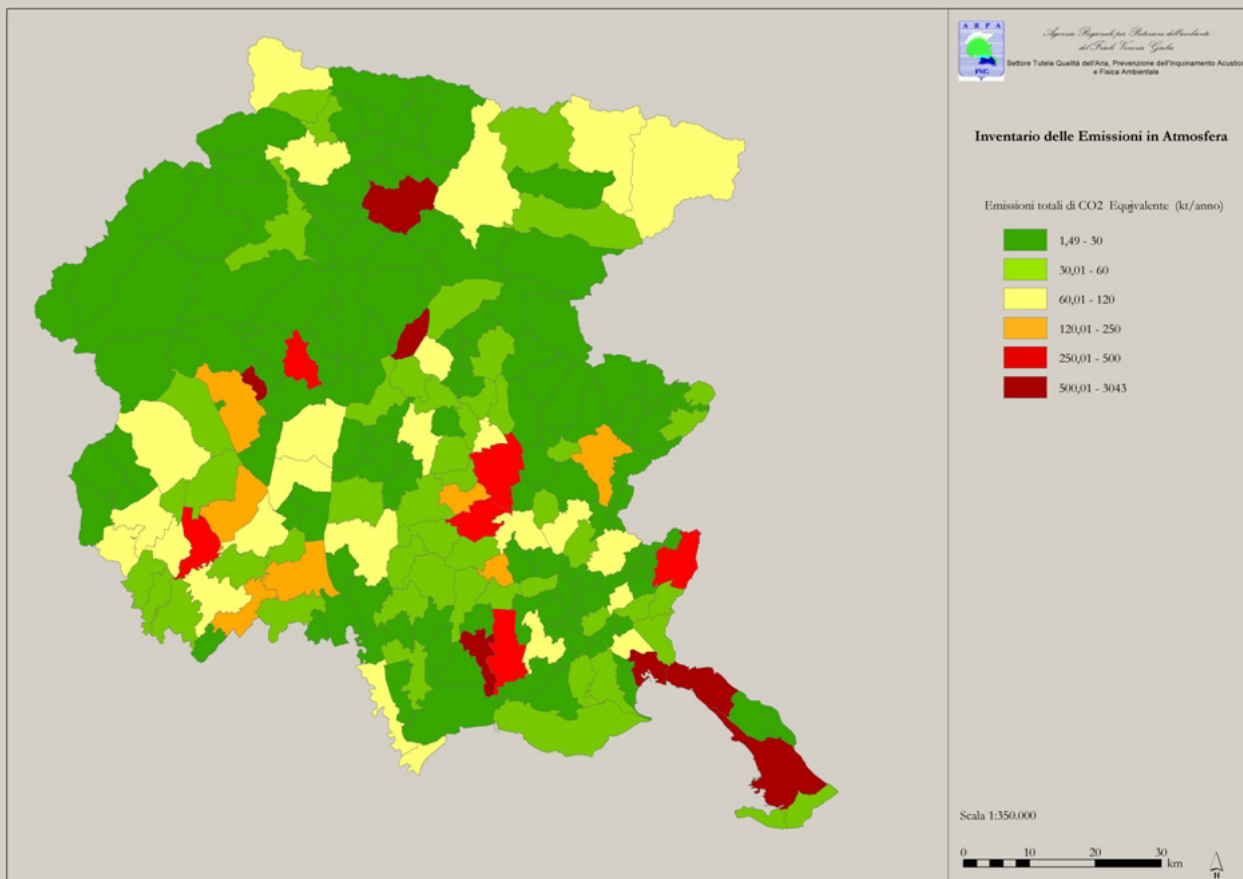 A R P A
FVG
Agenzia Regionale per la Protezione dell'ambiente
del Friuli Venezia Giulia
Settore Tutela Qualità dell'Aria, Prevenzione dell'Inquinamento Acustico
e Fisica Ambientale
Inventario delle Emissioni in Atmosfera
Emissioni totali di CO2 Equivalente (kt/anno)
1,49 - 30
30,01 - 60
60,01 - 120
120,01 - 250
250,01 - 500
500,01 - 3043
Scala 1:350.000
0 10 20 30
km
N